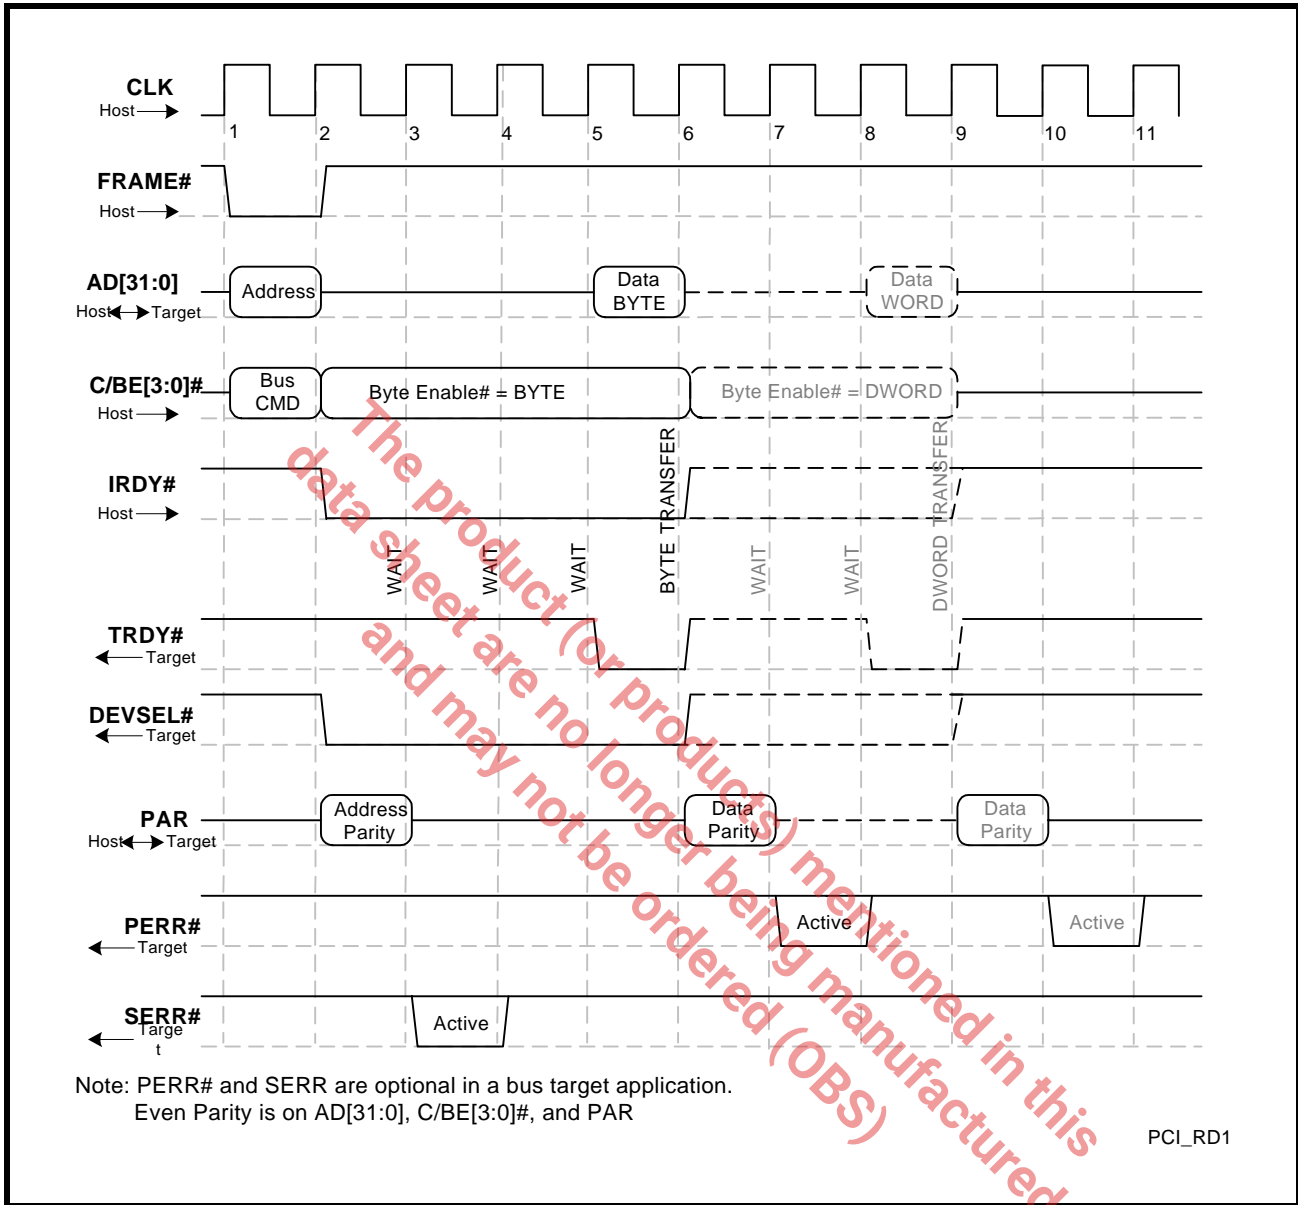 CLK
Host
1 2 3 4 5 6 7 8 9 10 11
FRAME#
Host
AD[31:0]
Host Target
Address
Data
BYTE
Data
WORD
C/BE[3:0]#
Host
Bus
CMD
Byte Enable# = BYTE
Byte Enable# = DWORD
IRDY#
Host
WAIT
WAIT
WAIT
BYTE TRANSFER
WAIT
WAIT
DWORD TRANSFER
TRDY#
Target
DEVSEL#
Target
PAR
Host Target
Address
Parity
Data
Parity
Data
Parity
PERR#
Target
Active
Active
SERR#
Targe
t
Active
Note: PERR# and SERR are optional in a bus target application.
Even Parity is on AD[31:0], C/BE[3:0]#, and PAR
PCI_RD1
The product (or products) mentioned in this
data sheet are no longer being manufactured
and may not be ordered (OBS)